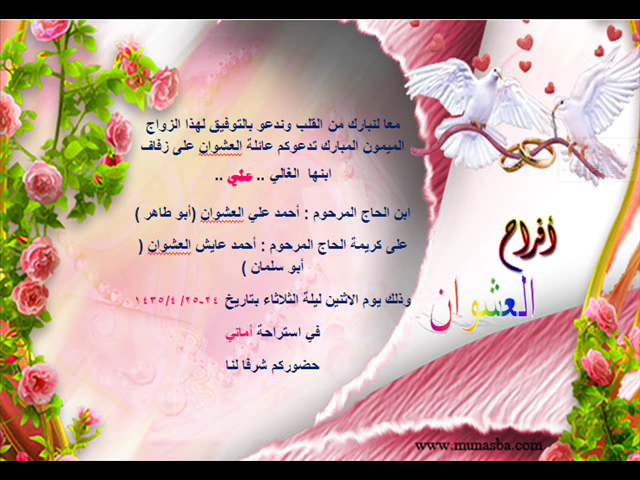 معا لنبارك من القلب وندعو بالتوفيق لهذا الزواج
الميمون المبارك تدعوكم عائلة العشوان على زفاف
ابنها الغالي .. علي ..
ابن الحاج المرحوم : أحمد علي العشوان (أبو طاهر )
على كريمة الحاج المرحوم : أحمد عايش العشوان (
أبو سلمان )
وذلك يوم الاثنين ليلة الثلاثاء بتاريخ ٢٤-٢٥/ ١٤٣٥/٤
في استراحة أماني
حضوركم شرفا لنا
أفراح
العشوان
www.munasba.com